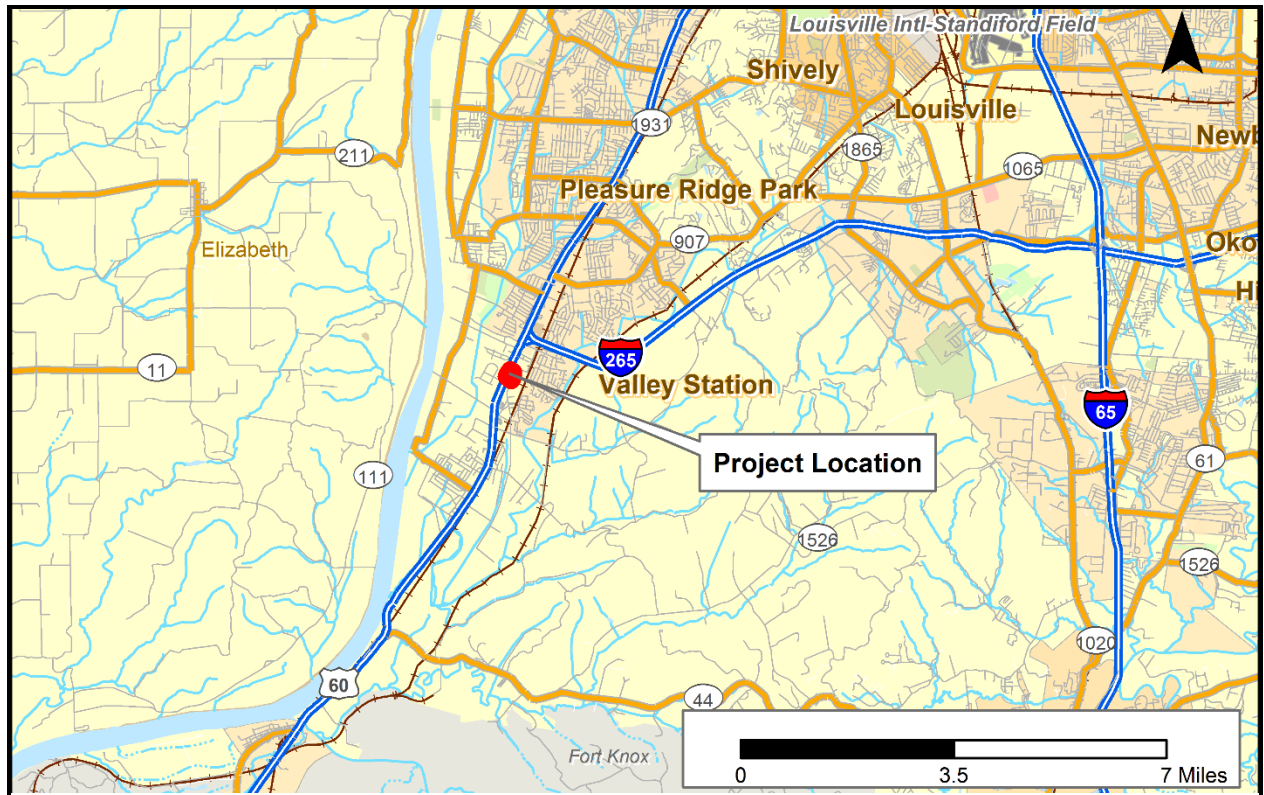 Louisville Intl-Standiford Field
Shively
Louisville
1931
Newb
211
1865
1065
Pleasure Ridge Park
907
Elizabeth
Oko
Hi
265
11
Valley Station
65
Project Location
61
111
1526
1526
1020
60
44
Fort Knox
0 3.5 7 Miles